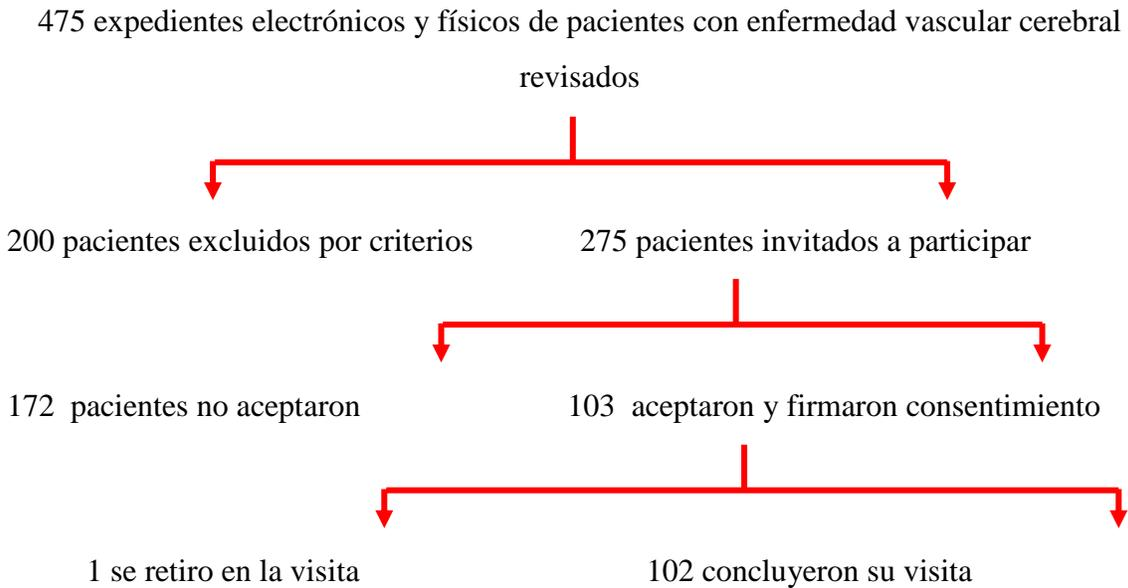 475 expedientes electrónicos y físicos de pacientes con enfermedad vascular cerebral
revisados
200 pacientes excluidos por criterios
275 pacientes invitados a participar
172 pacientes no aceptaron
103 aceptaron y firmaron consentimiento
1 se retiro en la visita
102 concluyeron su visita